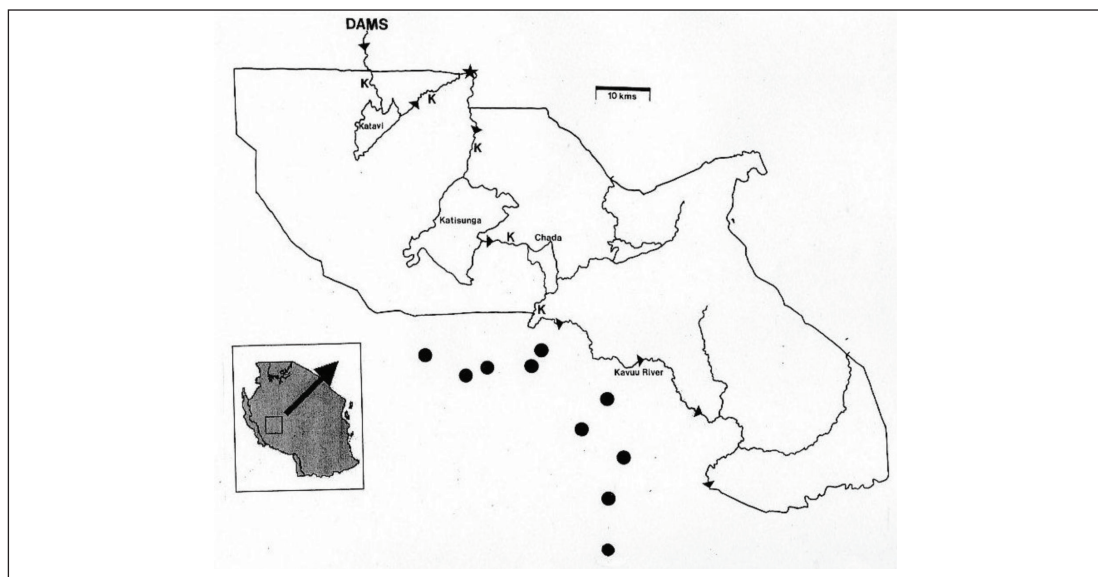 DAMS
K
K
10 kms
Katavi
K
Katisunga
K
Chada
K
Kavuu River